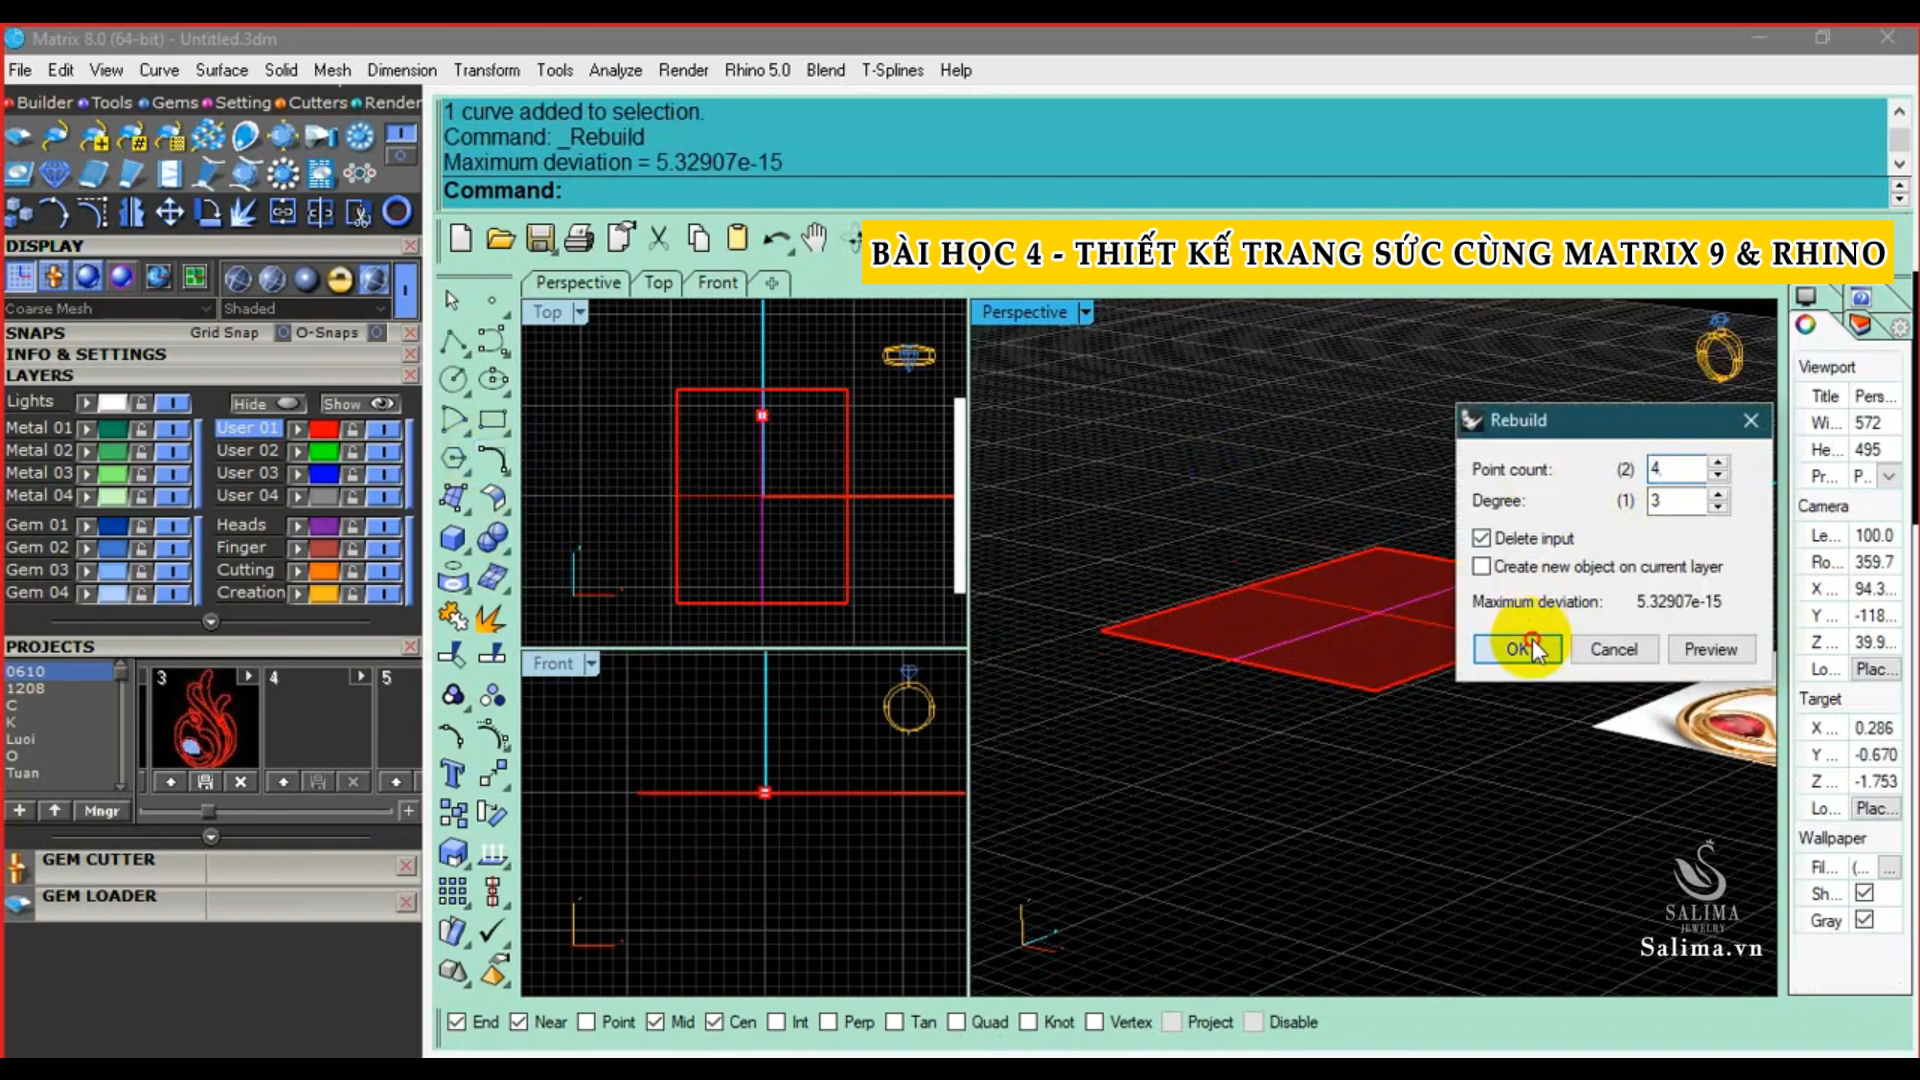 Matrix 8.0 (64-bit) - Untitled.3dm
File Edit View Curve Surface Solid Mesh Dimension Transform Tools Analyze Render Rhino 5.0 Blend T-Splines Help
Builder Tools Gems Setting Cutters Render
1 curve added to selection.
Command: _Rebuild
Maximum deviation = 5.32907e-15
Command:
BÀI HỌC 4 - THIẾT KẾ TRANG SỨC CÙNG MATRIX 9 & RHINO
DISPLAY
Coarse Mesh Shaded
SNAPS Grid Snap O-Snaps
INFO & SETTINGS
LAYERS
Lights Hide Show
Metal 01 User 01
Metal 02 User 02
Metal 03 User 03
Metal 04 User 04
Gem 01 Heads
Gem 02 Finger
Gem 03 Cutting
Gem 04 Creation
PROJECTS
0610
1208
C
K
Luoi
O
Tuan
3 4 5
Mngr
GEM CUTTER
GEM LOADER
Perspective Top Front
Top
Perspective
Front
Rebuild
Point count: (2) 4
Degree: (1) 3
Delete input
Create new object on current layer
Maximum deviation: 5.32907e-15
OK Cancel Preview
Viewport
Title Pers...
Wi... 572
He... 495
Pr... P..
Camera
Le... 100.0
Ro... 359.7
X ... 94.3...
Y ... -118...
Z ... 39.9...
Lo... Plac...
Target
X ... 0.286
Y ... -0.670
Z ... -1.753
Lo... Plac...
Wallpaper
Fil... (... ...
Sh...
Gray
SALIMA
JEWELRY
Salima.vn
End Near Point Mid Cen Int Perp Tan Quad Knot Vertex Project Disable